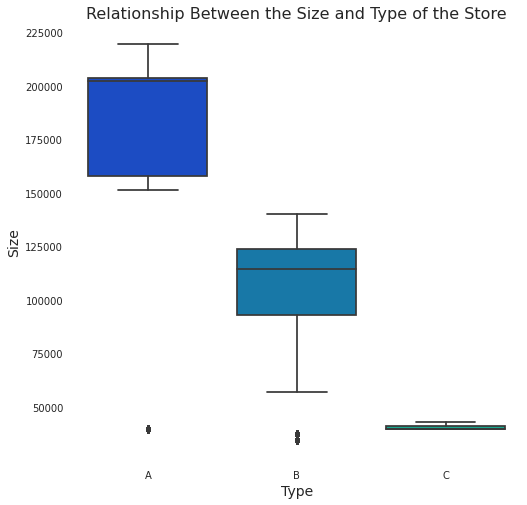 Relationship Between the Size and Type of the Store
225000
200000
175000
150000
125000
100000
75000
50000
Size
A
B
C
Type